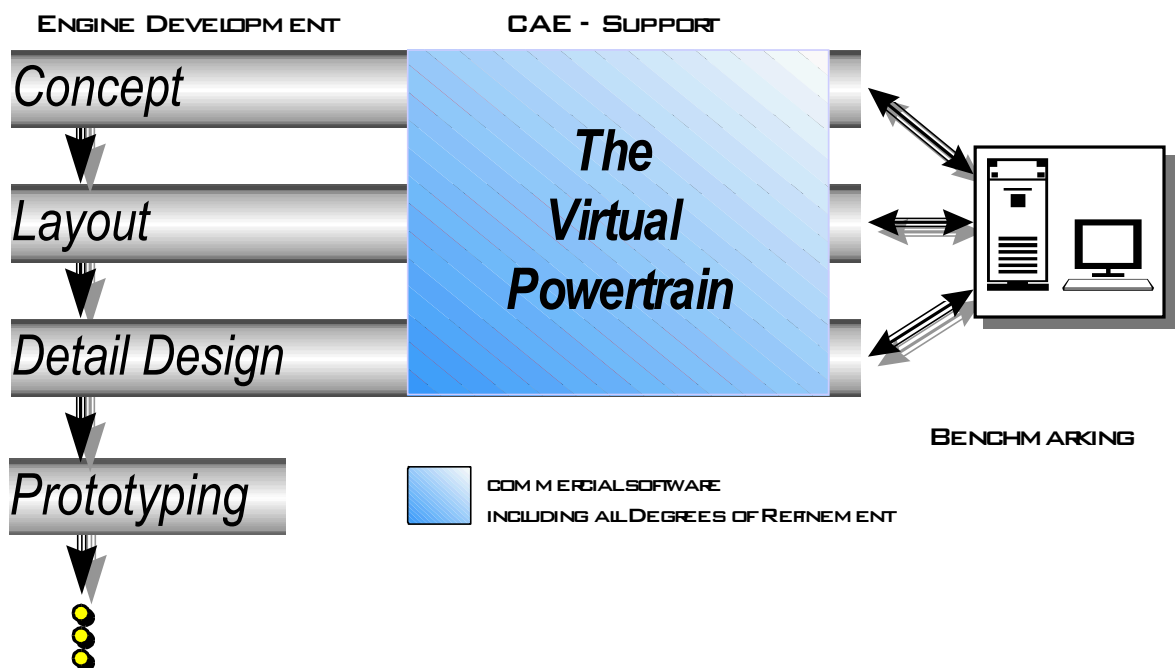 ENGINE DEVELOPMENT
CAE - SUPPORT
Concept
The
Virtual
Powertrain
Layout
Detail Design
BENCHMARKING
Prototyping
COMMERCIAL SOFTWARE
INCLUDING ALL DEGREES OF REFINEMENT